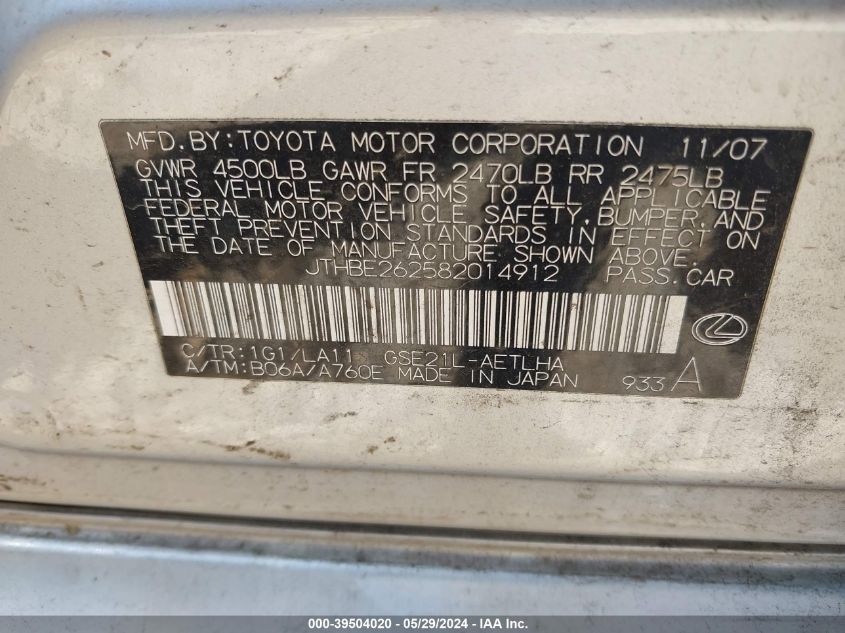 MFD.BY:TOYOTA MOTOR CORPORATION 11/07
GVWR 4500LB GAWR FR 2470LB RR 2475LB
THIS VEHICLE CONFORMS TO ALL APPLICABLE
FEDERAL MOTOR VEHICLE SAFETY,BUMPER,AND
THEFT PREVENTION STANDARDS IN EFFECT ON
THE DATE OF MANUFACTURE SHOWN ABOVE.
JTHBE262582014912 PASS.CAR
C/TR:1G1/LA11 GSE21L-AETLHA
A/TM:B06A/A760E MADE IN JAPAN 933 A
000-39504020 - 05/29/2024 - IAA Inc.